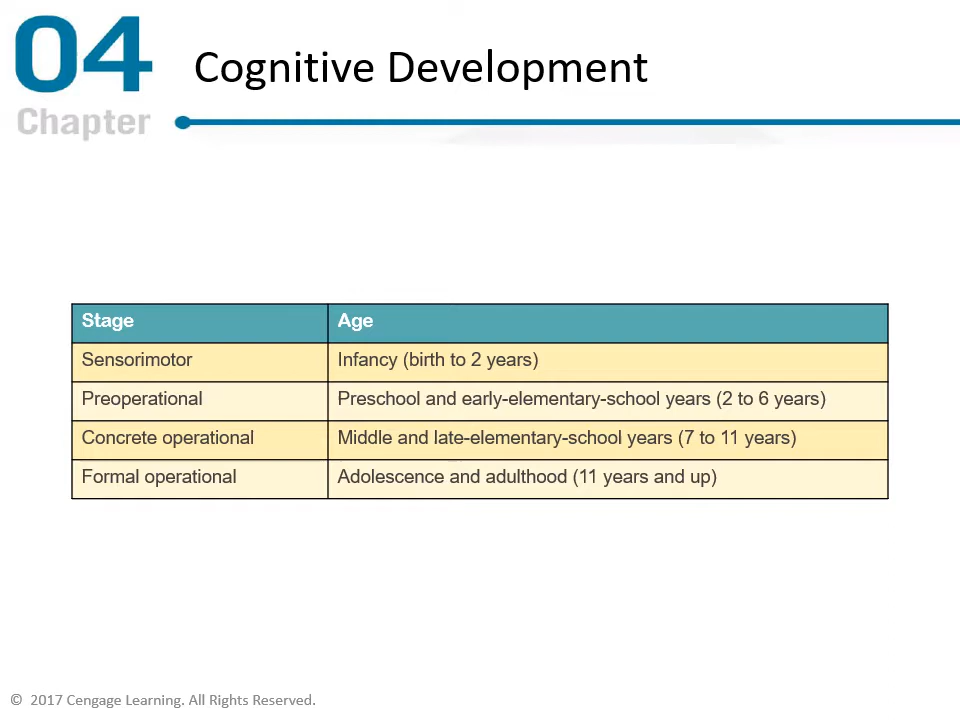 04
Chapter
Cognitive Development
Stage Age
Sensorimotor Infancy (birth to 2 years)
Preoperational Preschool and early-elementary-school years (2 to 6 years)
Concrete operational Middle and late-elementary-school years (7 to 11 years)
Formal operational Adolescence and adulthood (11 years and up)
© 2017 Cengage Learning. All Rights Reserved.